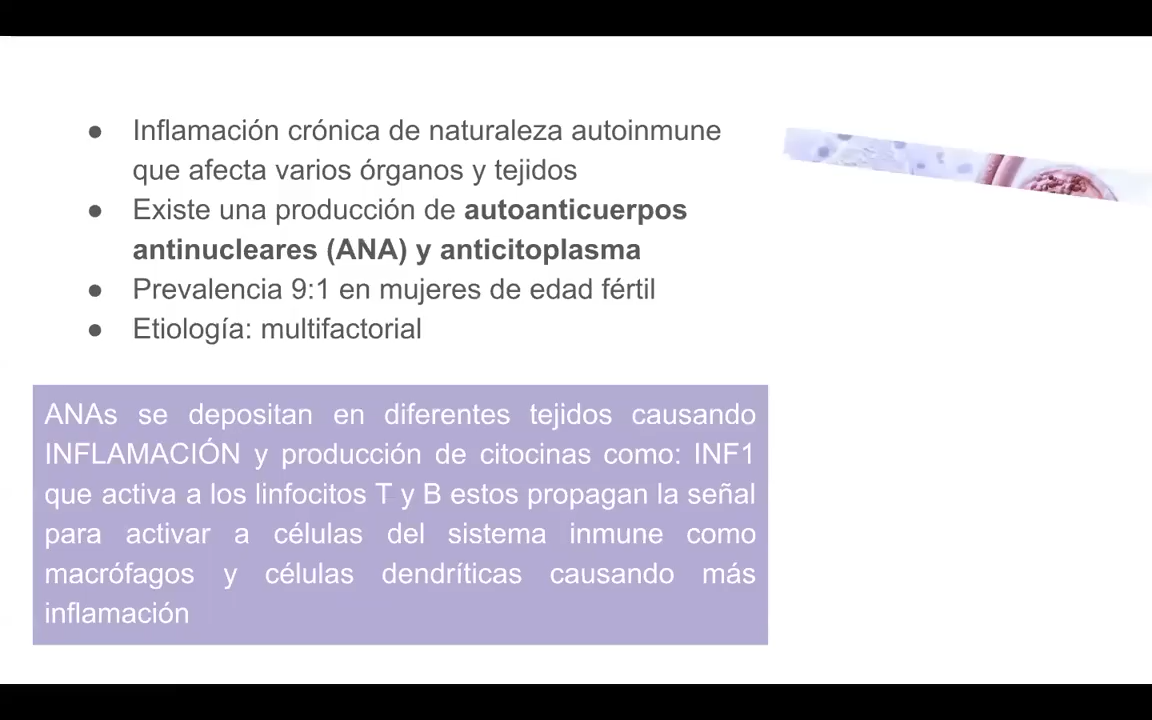 ● Inflamación crónica de naturaleza autoinmune
que afecta varios órganos y tejidos
● Existe una producción de autoanticuerpos
antinucleares (ANA) y anticitoplasma
● Prevalencia 9:1 en mujeres de edad fértil
● Etiología: multifactorial
ANAs se depositan en diferentes tejidos causando
INFLAMACIÓN y producción de citocinas como: INF1
que activa a los linfocitos T y B estos propagan la señal
para activar a células del sistema inmune como
macrófagos y células dendríticas causando más
inflamación